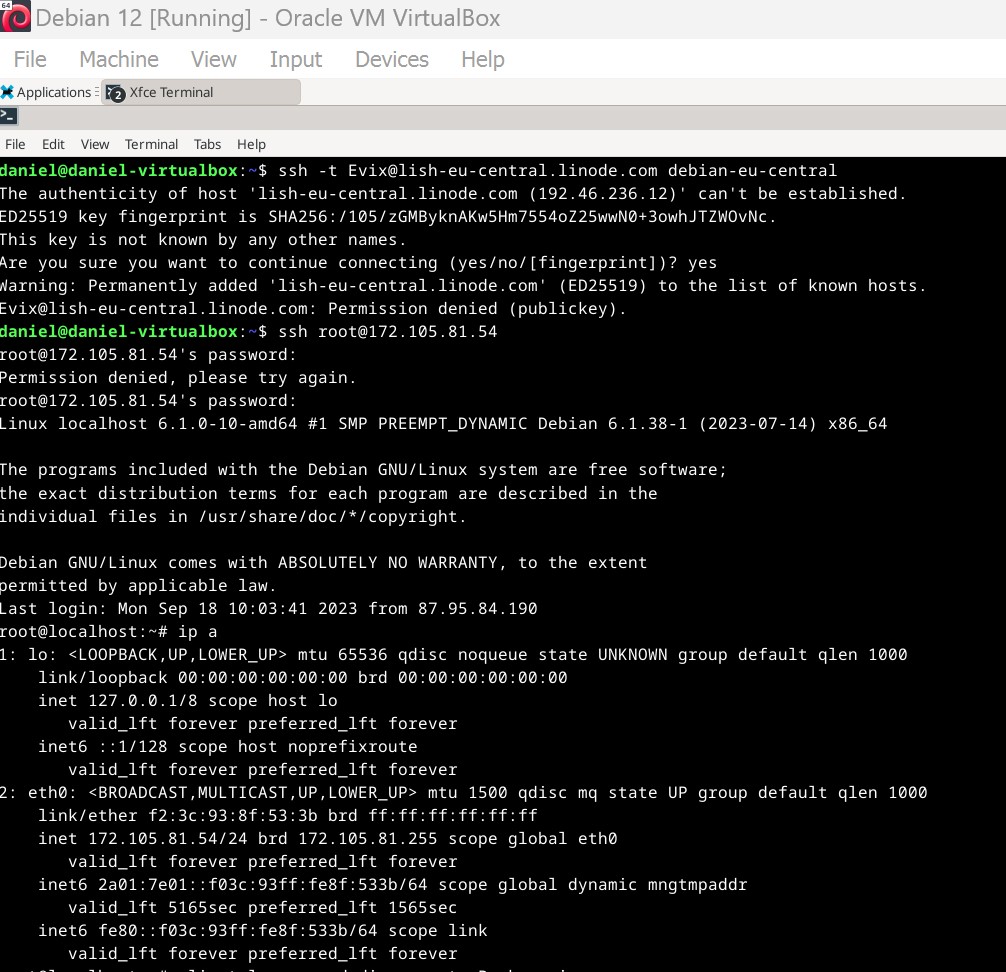 64
Debian 12 [Running] - Oracle VM VirtualBox
File Machine View Input Devices Help
Applications 2 Xfce Terminal
File Edit View Terminal Tabs Help
daniel@daniel-virtualbox:~$ ssh -t Evix@lish-eu-central.linode.com debian-eu-central
The authenticity of host 'lish-eu-central.linode.com (192.46.236.12)' can't be established.
ED25519 key fingerprint is SHA256:/105/zGMByknAKw5Hm7554oZ25wwN0+3owhJTZWOvNc.
This key is not known by any other names.
Are you sure you want to continue connecting (yes/no/[fingerprint])? yes
Warning: Permanently added 'lish-eu-central.linode.com' (ED25519) to the list of known hosts.
Evix@lish-eu-central.linode.com: Permission denied (publickey).
daniel@daniel-virtualbox:~$ ssh root@172.105.81.54
root@172.105.81.54's password:
Permission denied, please try again.
root@172.105.81.54's password:
Linux localhost 6.1.0-10-amd64 #1 SMP PREEMPT_DYNAMIC Debian 6.1.38-1 (2023-07-14) x86_64
The programs included with the Debian GNU/Linux system are free software;
the exact distribution terms for each program are described in the
individual files in /usr/share/doc/*/copyright.
Debian GNU/Linux comes with ABSOLUTELY NO WARRANTY, to the extent
permitted by applicable law.
Last login: Mon Sep 18 10:03:41 2023 from 87.95.84.190
root@localhost:~# ip a
1: lo: <LOOPBACK,UP,LOWER_UP> mtu 65536 qdisc noqueue state UNKNOWN group default qlen 1000
link/loopback 00:00:00:00:00:00 brd 00:00:00:00:00:00
inet 127.0.0.1/8 scope host lo
valid_lft forever preferred_lft forever
inet6 ::1/128 scope host noprefixroute
valid_lft forever preferred_lft forever
2: eth0: <BROADCAST,MULTICAST,UP,LOWER_UP> mtu 1500 qdisc mq state UP group default qlen 1000
link/ether f2:3c:93:8f:53:3b brd ff:ff:ff:ff:ff:ff
inet 172.105.81.54/24 brd 172.105.81.255 scope global eth0
valid_lft forever preferred_lft forever
inet6 2a01:7e01::f03c:93ff:fe8f:533b/64 scope global dynamic mngtmpaddr
valid_lft 5165sec preferred_lft 1565sec
inet6 fe80::f03c:93ff:fe8f:533b/64 scope link
valid_lft forever preferred_lft forever